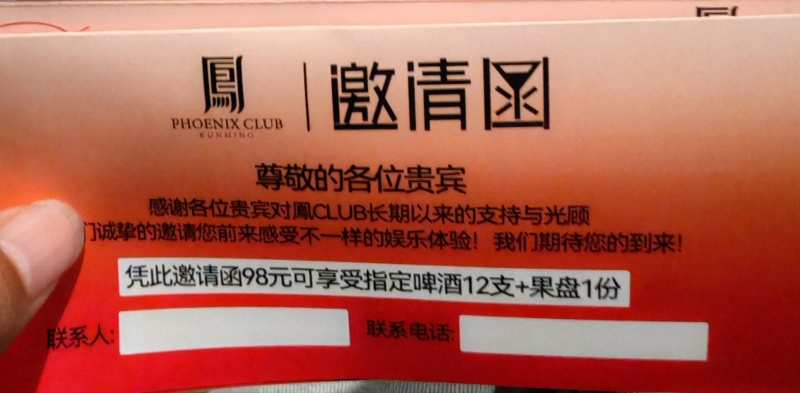 鳳
PHOENIX CLUB
KUNMING
邀请函
尊敬的各位贵宾
感谢各位贵宾对鳳CLUB长期以来的支持与光顾
们诚挚的邀请您前来感受不一样的娱乐体验！我们期待您的到来！
凭此邀请函98元可享受指定啤酒12支+果盘1份
联系人:
联系电话: